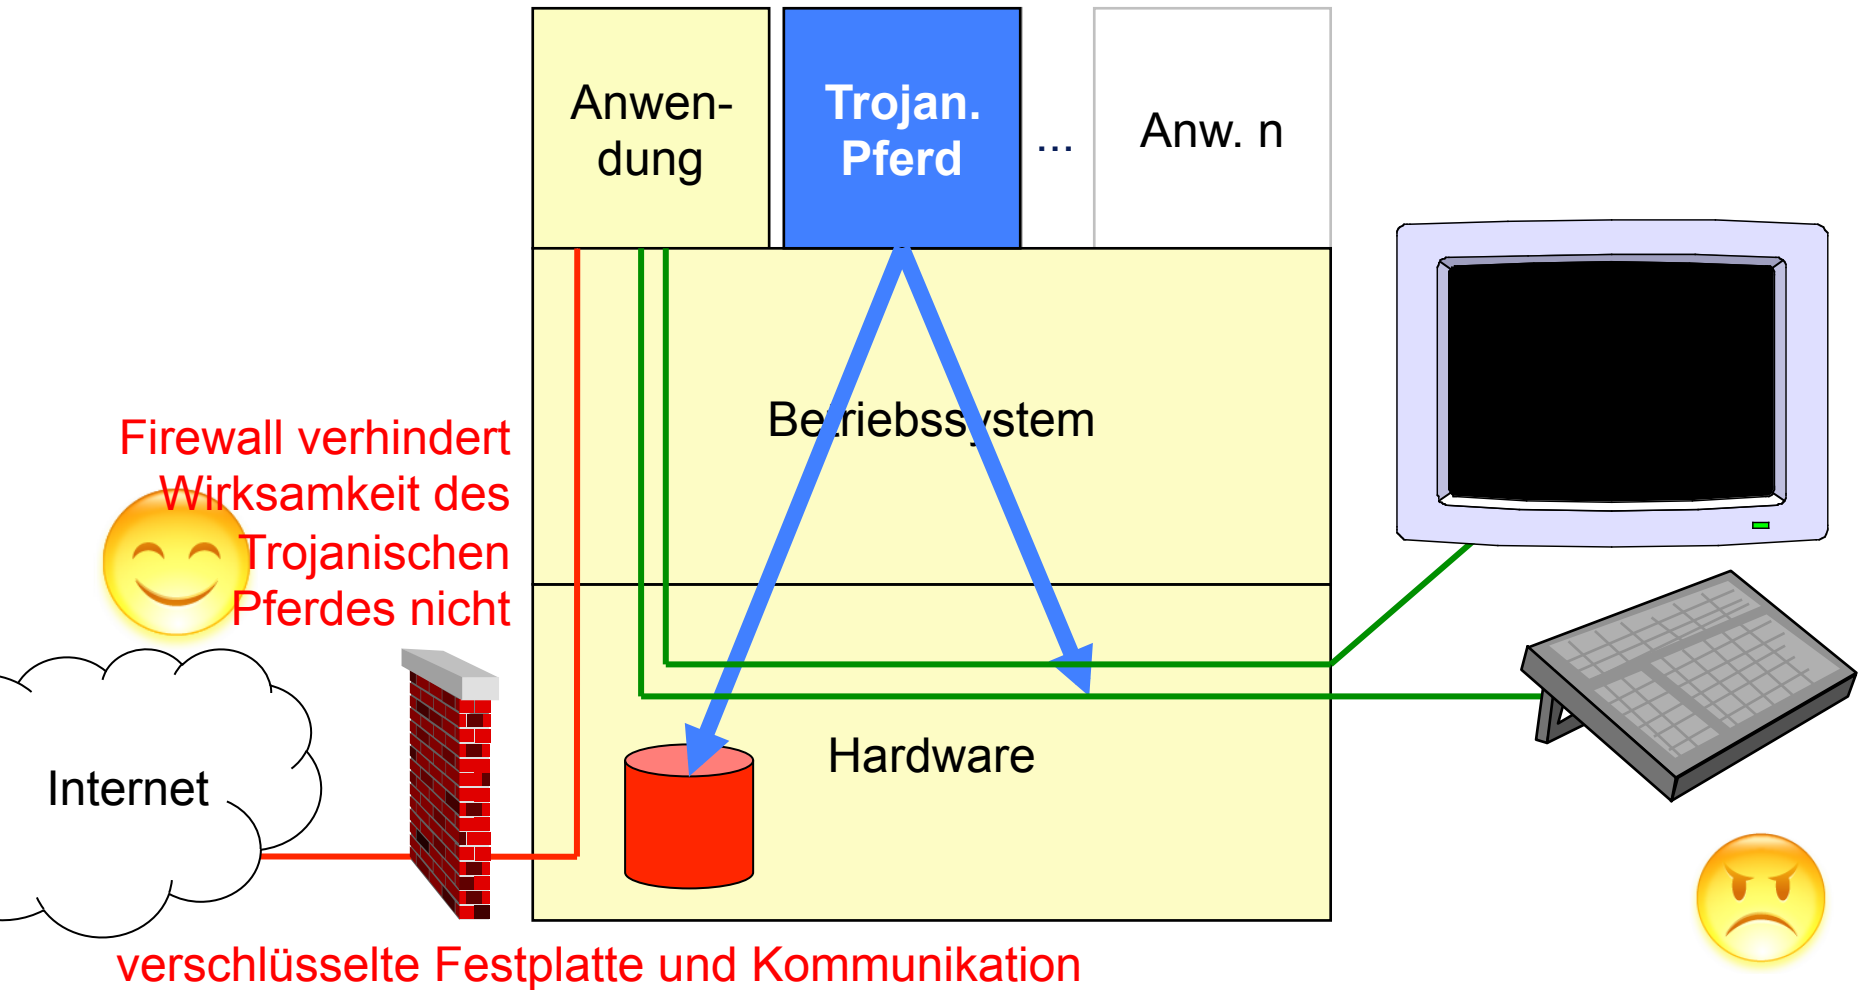 Anwen-
dung
Trojan.
Pferd
...
Anw. n
Betriebssystem
Firewall verhindert
Wirksamkeit des
Trojanischen
Pferdes nicht
Hardware
Internet
verschlüsselte Festplatte und Kommunikation